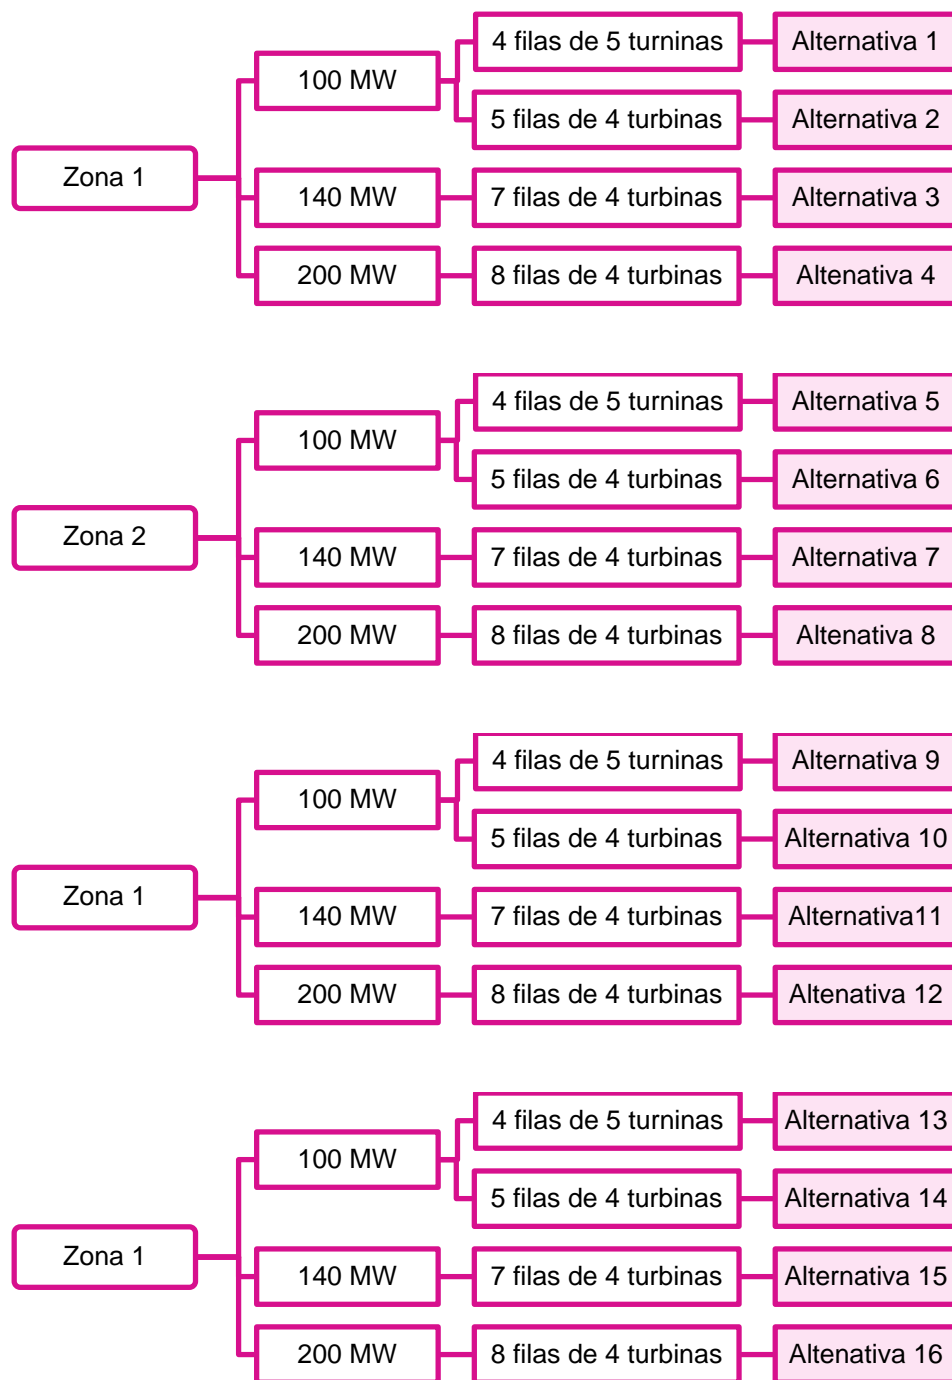 Zona 1
100 MW
4 filas de 5 turninas
Alternativa 1
5 filas de 4 turbinas
Alternativa 2
140 MW
7 filas de 4 turbinas
Alternativa 3
200 MW
8 filas de 4 turbinas
Altenativa 4
Zona 2
100 MW
4 filas de 5 turninas
Alternativa 5
5 filas de 4 turbinas
Alternativa 6
140 MW
7 filas de 4 turbinas
Alternativa 7
200 MW
8 filas de 4 turbinas
Altenativa 8
Zona 1
100 MW
4 filas de 5 turninas
Alternativa 9
5 filas de 4 turbinas
Alternativa 10
140 MW
7 filas de 4 turbinas
Alternativa11
200 MW
8 filas de 4 turbinas
Altenativa 12
Zona 1
100 MW
4 filas de 5 turninas
Alternativa 13
5 filas de 4 turbinas
Alternativa 14
140 MW
7 filas de 4 turbinas
Alternativa 15
200 MW
8 filas de 4 turbinas
Altenativa 16